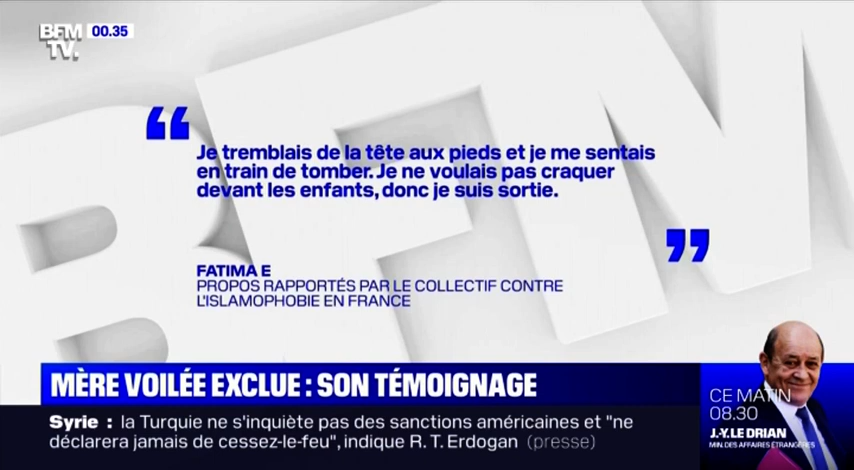 BFM
TV.
00.35
“
Je tremblais de la tête aux pieds et je me sentais
en train de tomber. Je ne voulais pas craquer
devant les enfants, donc je suis sortie.
”
FATIMA E
PROPOS RAPPORTÉS PAR LE COLLECTIF CONTRE
L'ISLAMOPHOBIE EN FRANCE
MÈRE VOILÉE EXCLUE : SON TÉMOIGNAGE
Syrie : la Turquie ne s'inquiète pas des sanctions américaines et "ne
déclarera jamais de cessez-le-feu", indique R. T. Erdogan (presse)
CE MATIN
08.30
J.-Y. LE DRIAN
MIN. DES AFFAIRES ÉTRANGÈRES
BFM